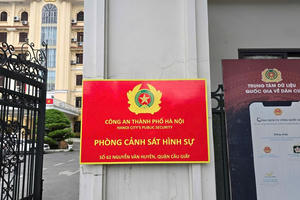 CÔNG AN THÀNH PHỐ HÀ NỘI
HANOI CITY'S PUBLIC SECURITY
PHÒNG CẢNH SÁT HÌNH SỰ
SỐ 62 NGUYỄN VĂN HUYÊN, QUẬN CẦU GIẤY
TRUNG TÂM DỮ LIỆU
QUỐC GIA VỀ DÂN CƯ